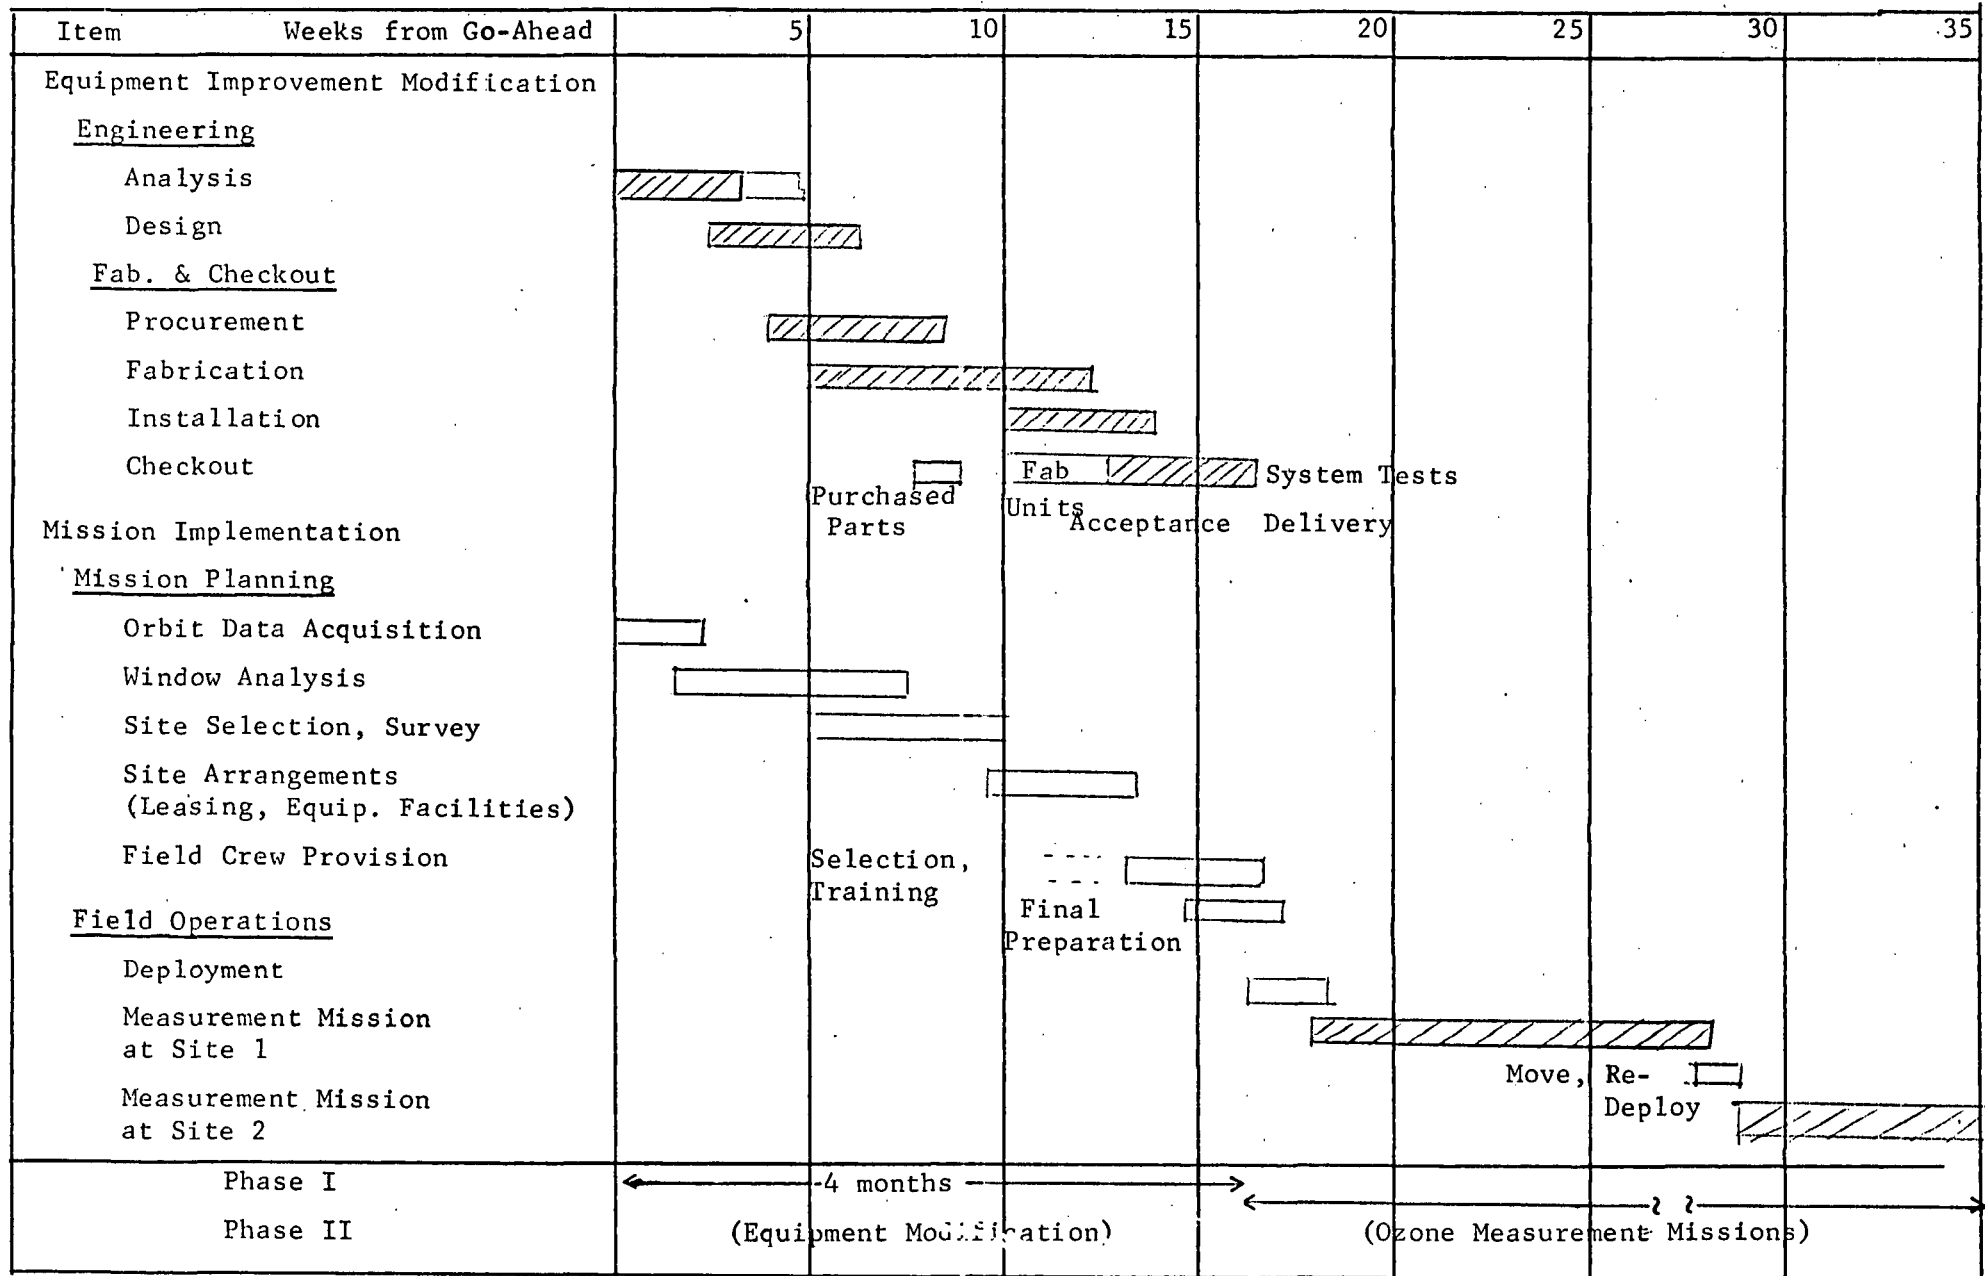 Item Weeks from Go-Ahead 5 10 15 20 25 30 35
Equipment Improvement Modification
Engineering
Analysis
Design
Fab. & Checkout
Procurement
Fabrication
Installation
Checkout
Fab
System Tests
Purchased
Parts
Units
Acceptance Delivery
Mission Implementation
Mission Planning
Orbit Data Acquisition
Window Analysis
Site Selection, Survey
Site Arrangements
(Leasing, Equip. Facilities)
Field Crew Provision
Selection,
Training
Final
Preparation
Field Operations
Deployment
Measurement Mission
at Site 1
Move, Re-
Deploy
Measurement Mission
at Site 2
Phase I
4 months
Phase II
(Equipment Modification)
(Ozone Measurement Missions)